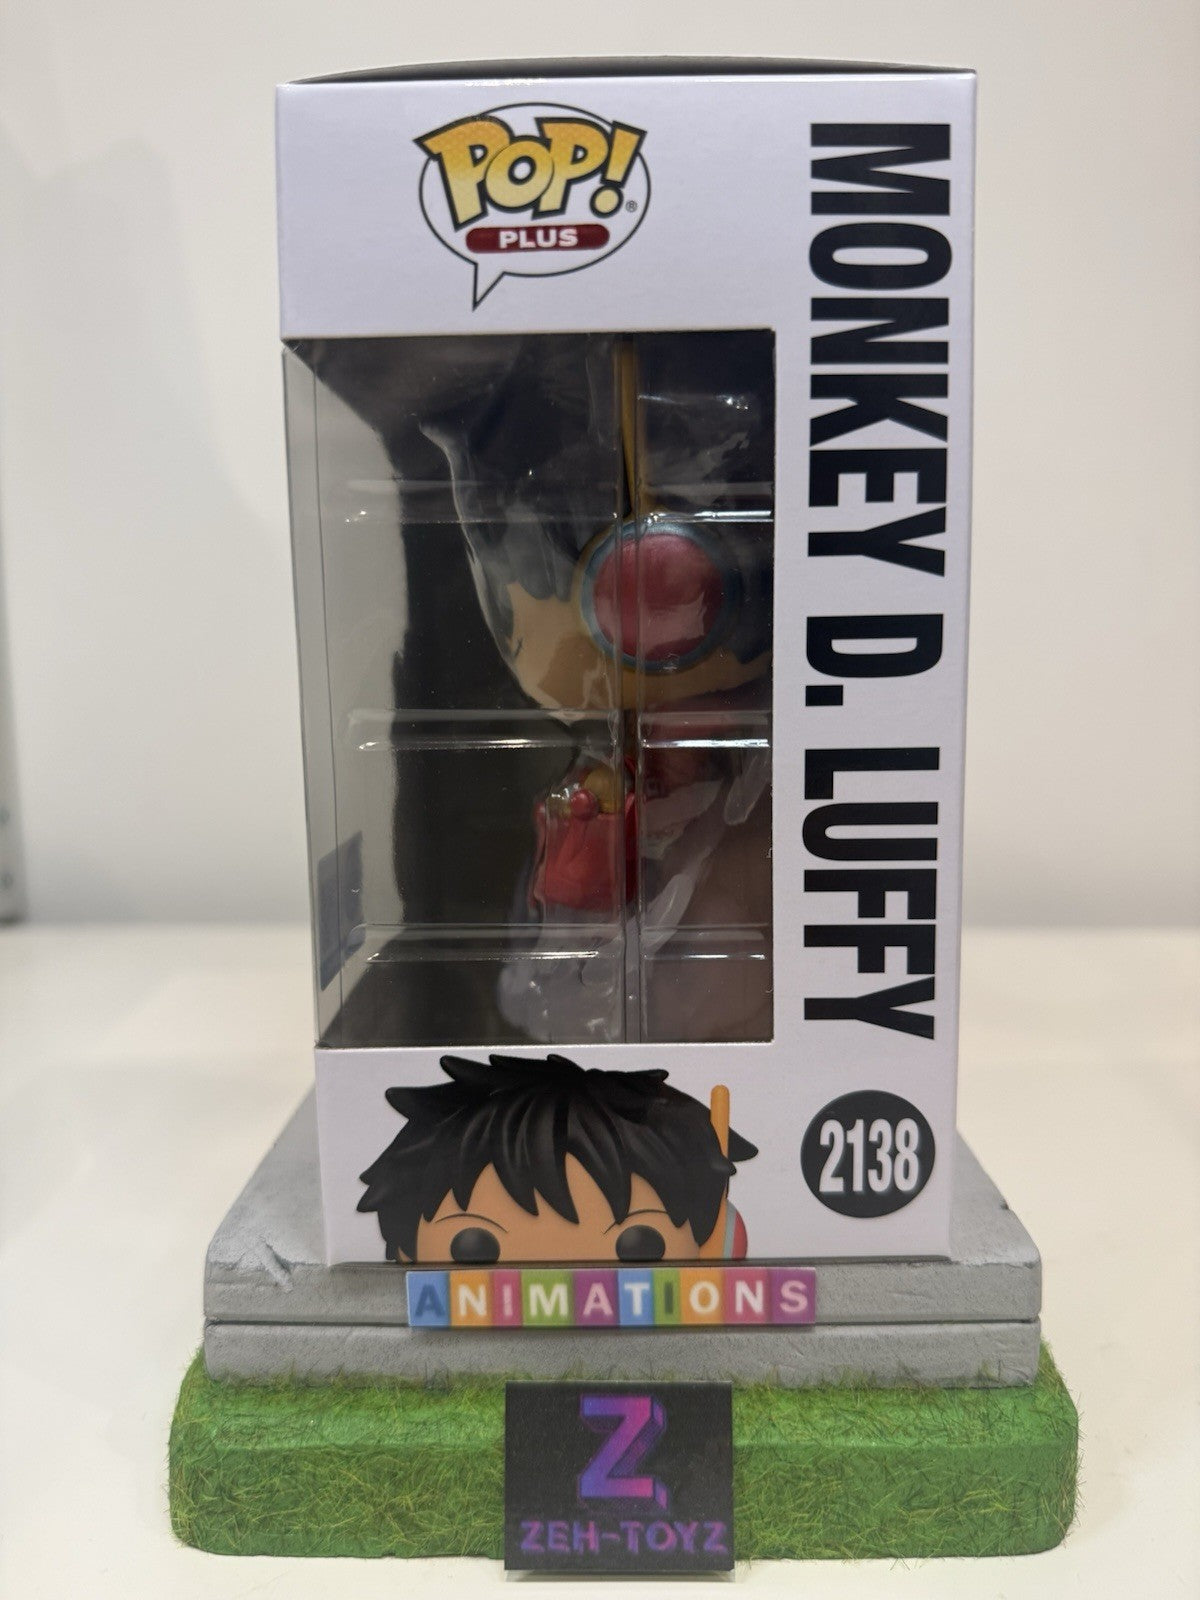 POP!®
PLUS
MONKEY D. LUFFY
2138
ANIMATIONS
Z
ZEH-TOYZ